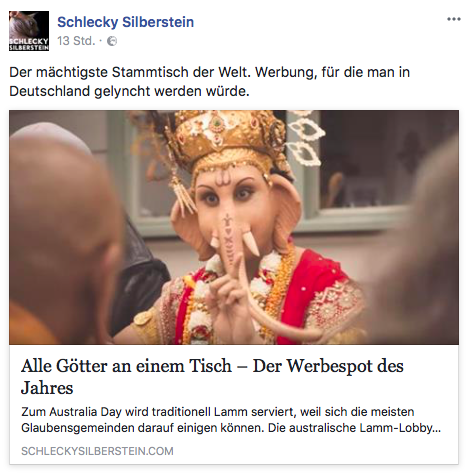 SCHLECKY
SILBERSTEIN
Schlecky Silberstein
13 Std. ·
Der mächtigste Stammtisch der Welt. Werbung, für die man in
Deutschland gelyncht werden würde.
Alle Götter an einem Tisch – Der Werbespot des
Jahres
Zum Australia Day wird traditionell Lamm serviert, weil sich die meisten
Glaubensgemeinden darauf einigen können. Die australische Lamm-Lobby...
SCHLECKYSILBERSTEIN.COM